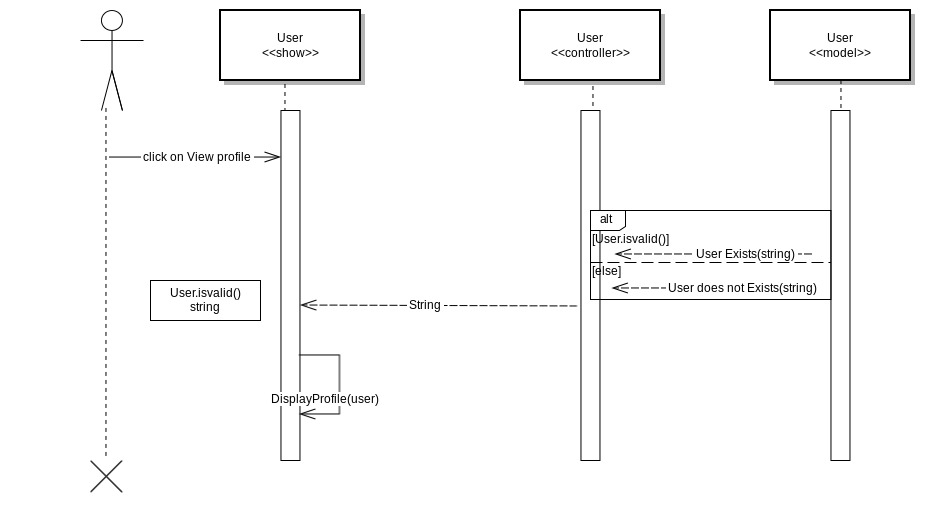 User
<<show>>
User
<<controller>>
User
<<model>>
click on View profile
alt
[User.isvalid()]
User Exists(string)
[else]
User does not Exists(string)
User.isvalid()
string
String
DisplayProfile(user)